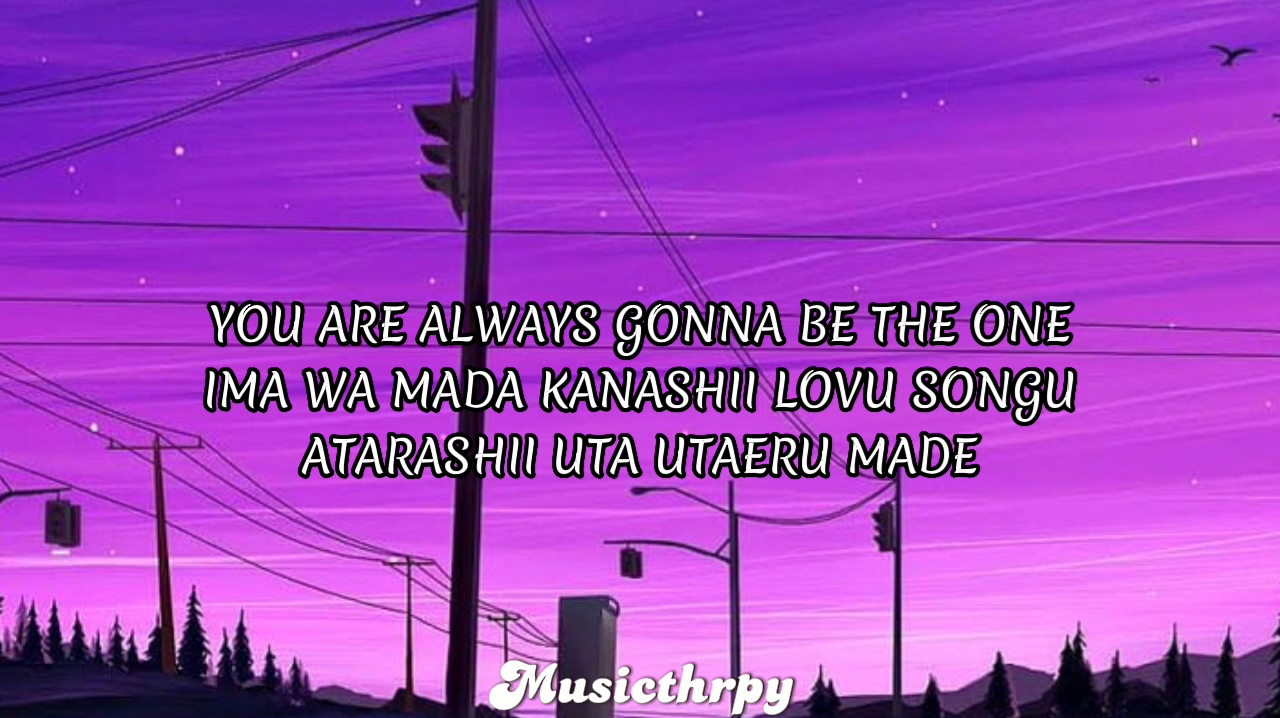 YOU ARE ALWAYS GONNA BE THE ONE
IMA WA MADA KANASHII LOVU SONGU
ATARASHII UTA UTAERU MADE
Musicthrpy